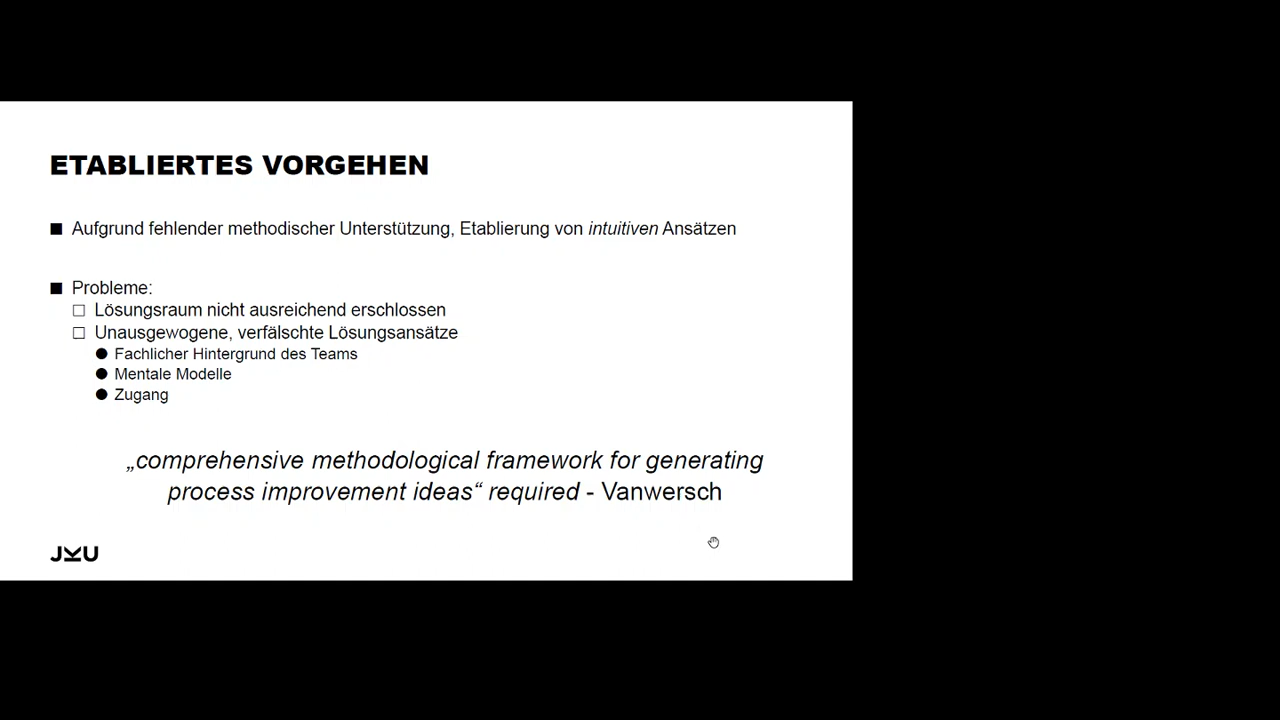 ETABLIERTES VORGEHEN
Aufgrund fehlender methodischer Unterstützung, Etablierung von intuitiven Ansätzen
Probleme:
Lösungsraum nicht ausreichend erschlossen
Unausgewogene, verfälschte Lösungsansätze
Fachlicher Hintergrund des Teams
Mentale Modelle
Zugang
„comprehensive methodological framework for generating
process improvement ideas“ required - Vanwersch
JKU